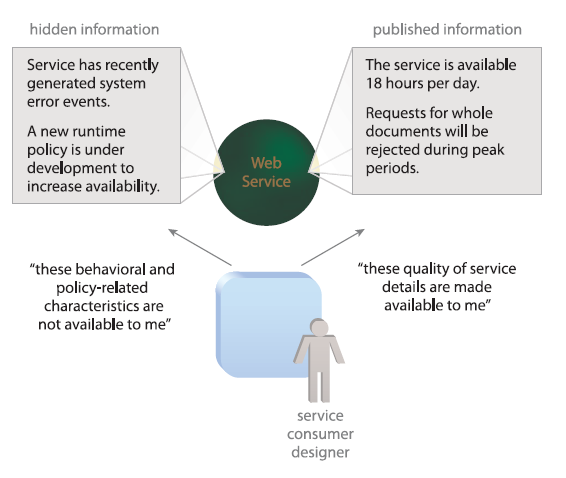 hidden information
published information
Service has recently
generated system
error events.
A new runtime
policy is under
development to
increase availability.
The service is available
18 hours per day.
Requests for whole
documents will be
rejected during peak
periods.
Web
Service
“these behavioral and
policy-related
characteristics are
not available to me”
“these quality of service
details are made
available to me”
service
consumer
designer